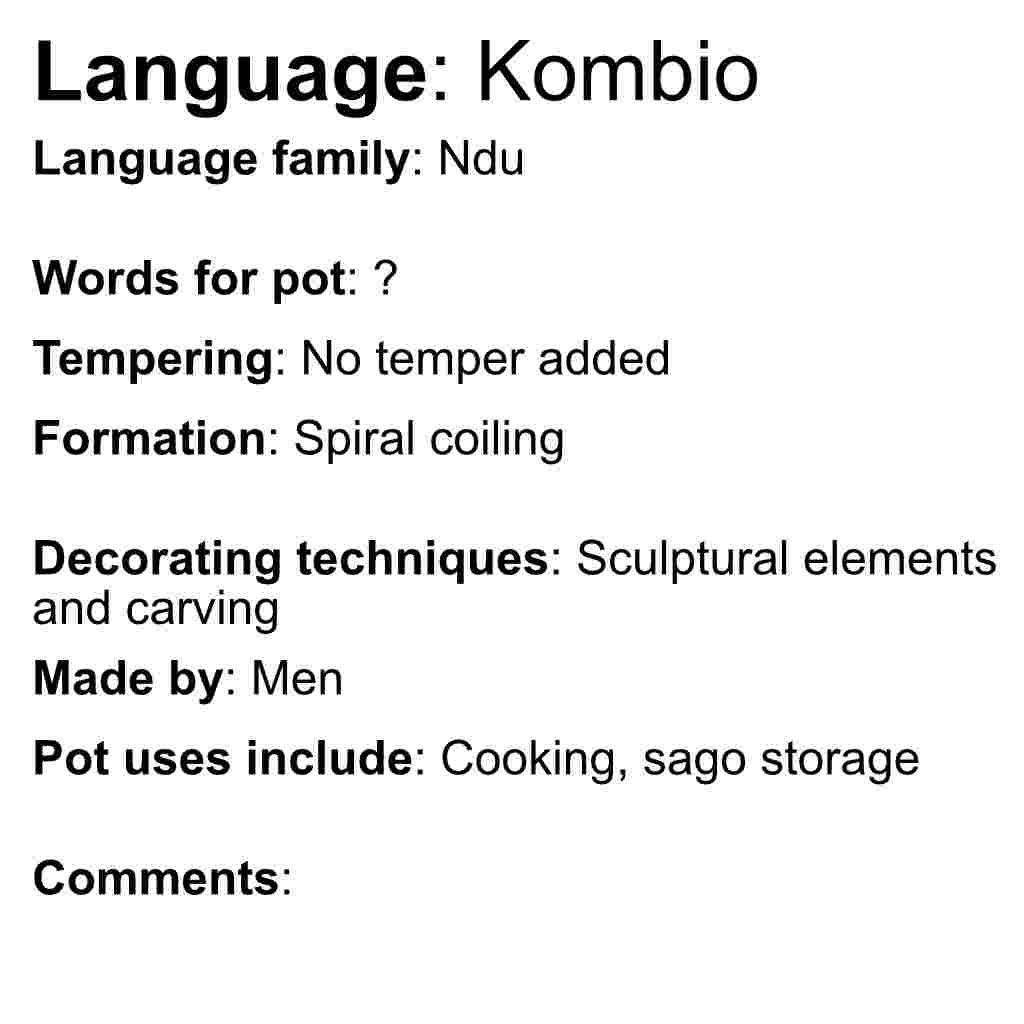 Language: Kombio
Language family: Ndu
Words for pot: ?
Tempering: No temper added
Formation: Spiral coiling
Decorating techniques: Sculptural elements
and carving
Made by: Men
Pot uses include: Cooking, sago storage
Comments: